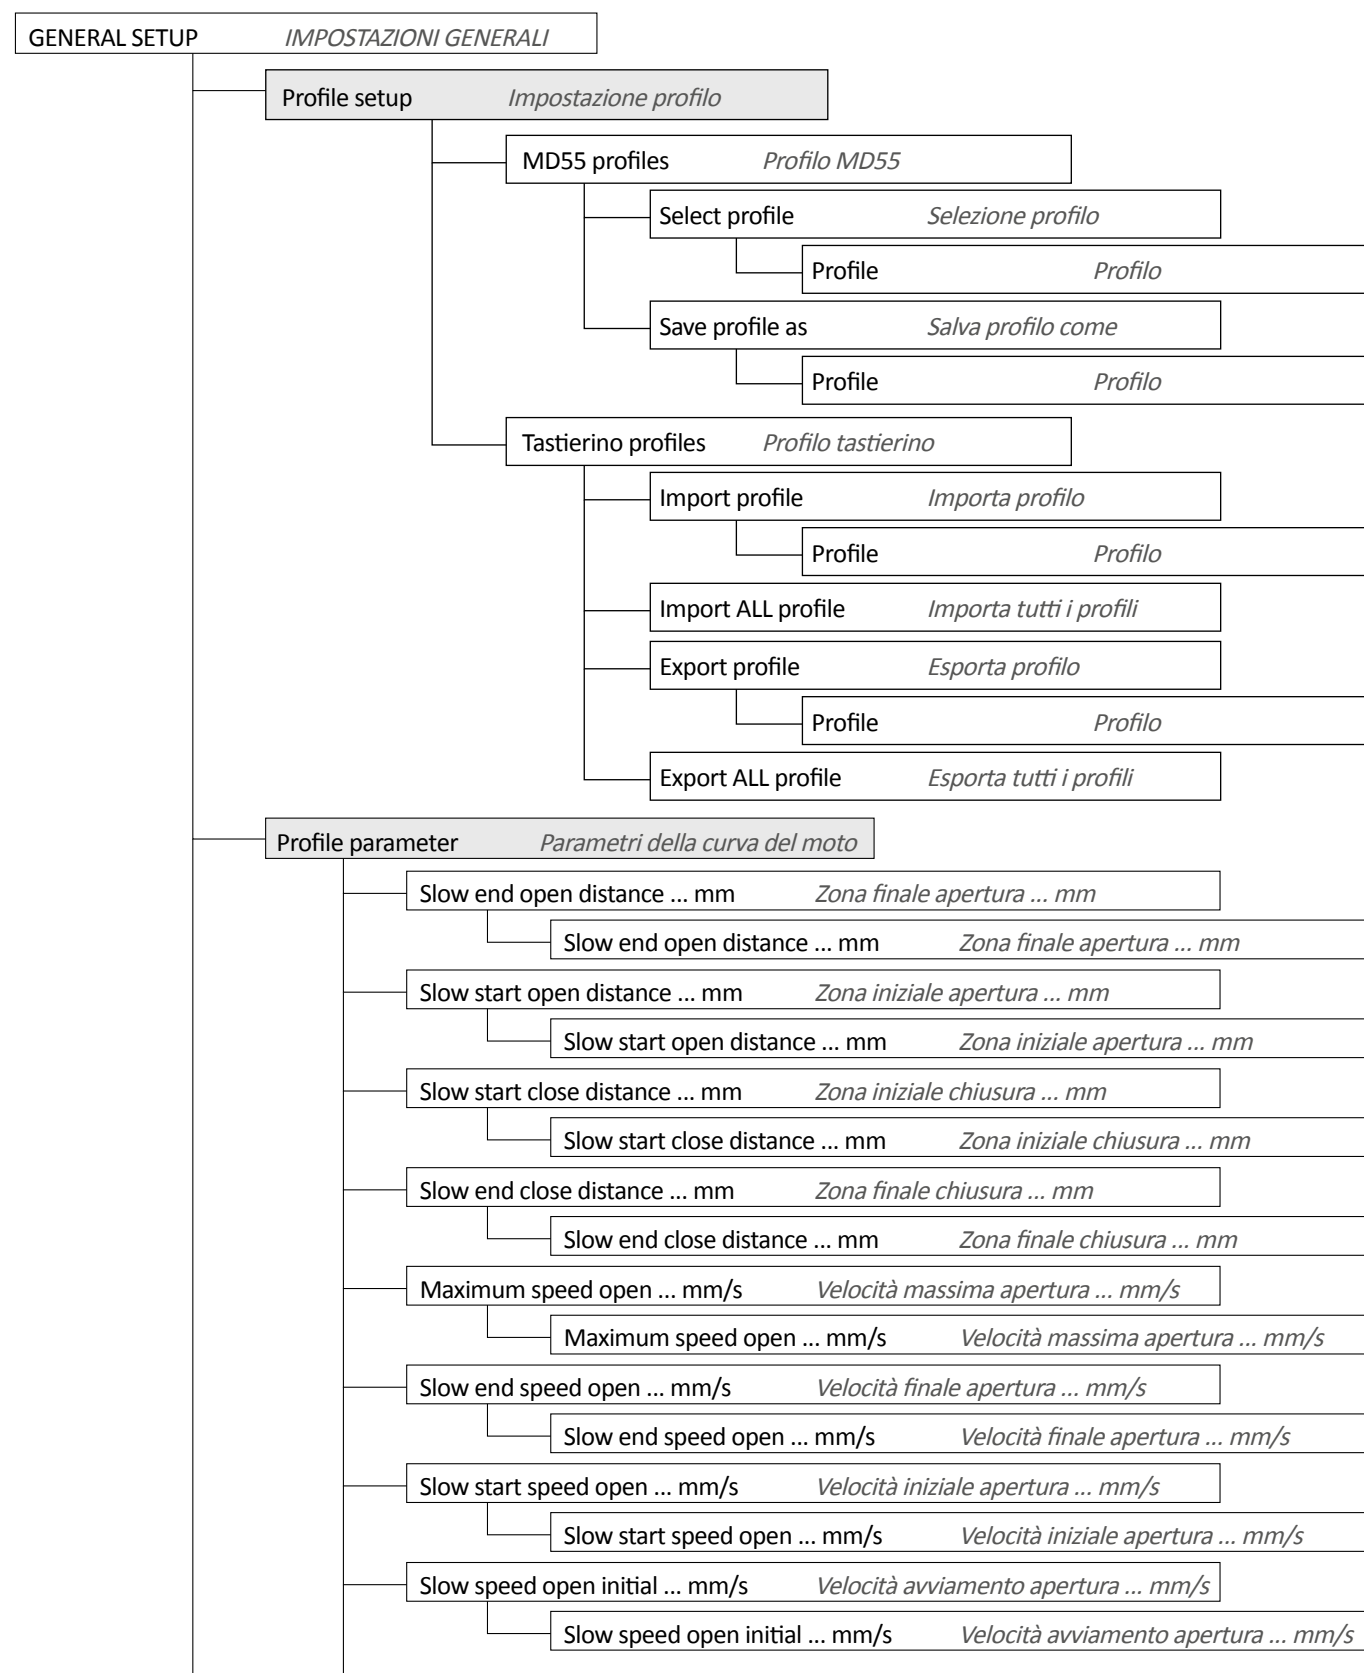 GENERAL SETUP IMPOSTAZIONI GENERALI
Profile setup Impostazione profilo
MD55 profiles Profilo MD55
Select profile Selezione profilo
Profile Profilo
Save profile as Salva profilo come
Profile Profilo
Tastierino profiles Profilo tastierino
Import profile Importa profilo
Profile Profilo
Import ALL profile Importa tutti i profili
Export profile Esporta profilo
Profile Profilo
Export ALL profile Esporta tutti i profili
Profile parameter Parametri della curva del moto
Slow end open distance ... mm Zona finale apertura ... mm
Slow end open distance ... mm Zona finale apertura ... mm
Slow start open distance ... mm Zona iniziale apertura ... mm
Slow start open distance ... mm Zona iniziale apertura ... mm
Slow start close distance ... mm Zona iniziale chiusura ... mm
Slow start close distance ... mm Zona iniziale chiusura ... mm
Slow end close distance ... mm Zona finale chiusura ... mm
Slow end close distance ... mm Zona finale chiusura ... mm
Maximum speed open ... mm/s Velocità massima apertura ... mm/s
Maximum speed open ... mm/s Velocità massima apertura ... mm/s
Slow end speed open ... mm/s Velocità finale apertura ... mm/s
Slow end speed open ... mm/s Velocità finale apertura ... mm/s
Slow start speed open ... mm/s Velocità iniziale apertura ... mm/s
Slow start speed open ... mm/s Velocità iniziale apertura ... mm/s
Slow speed open initial ... mm/s Velocità avviamento apertura ... mm/s
Slow speed open initial ... mm/s Velocità avviamento apertura ... mm/s